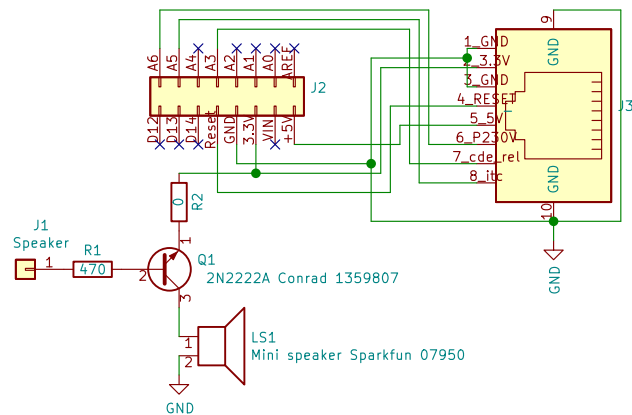 9
GND
A6
A5
A4
A3
A2
A1
A0
AREF
J2
D12
D13
D14
Reset
GND
3.3V
VIN
+5V
1_GND
2_3.3V
3_GND
4_RESET
5_5V
6_P230V
7_cde_rel
8_itc
J3
GND
10
GND
0
R2
J1
Speaker
1
R1
470
2
1
Q1
2N2222A Conrad 1359807
3
1
2
LS1
Mini speaker Sparkfun 07950
GND